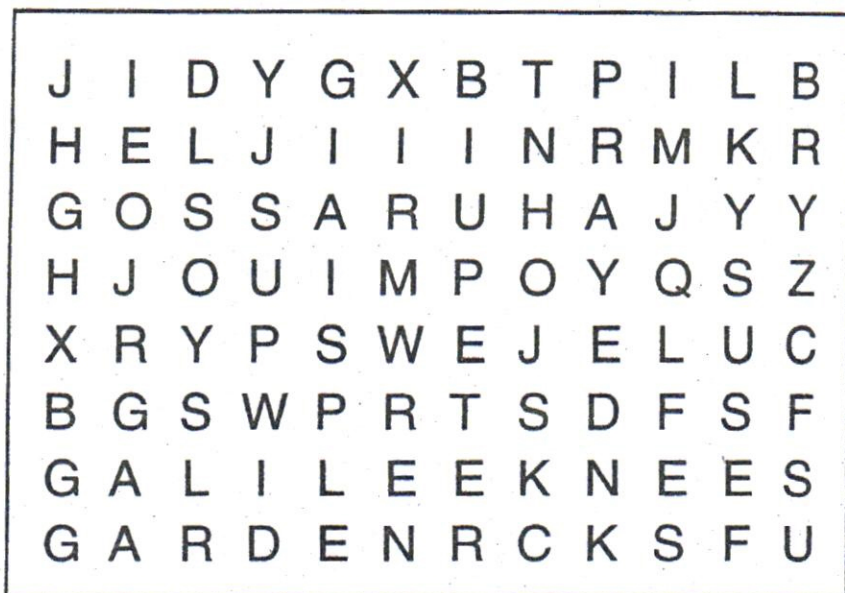 J I D Y G X B T P I L B
H E L J I I I N R M K R
G O S S A R U H A J Y Y
H J O U I M P O Y Q S Z
X R Y P S W E J E L U C
B G S W P R T S D F S F
G A L I L E E K N E E S
G A R D E N R C K S F U